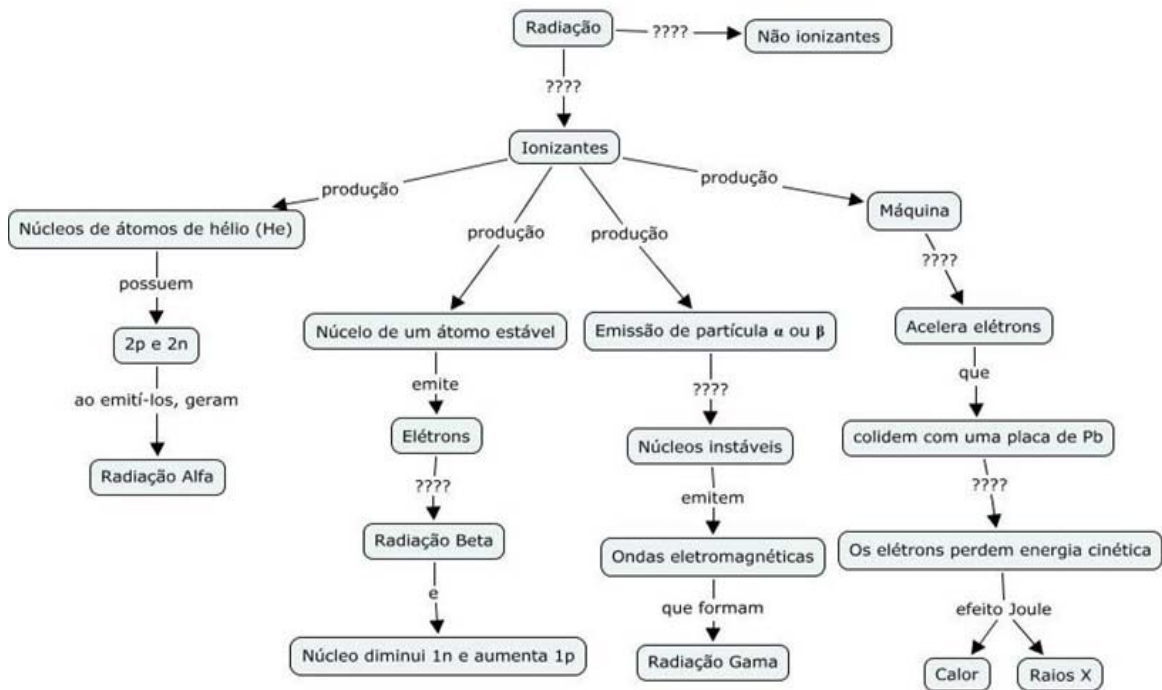 Radiação
????
Não ionizantes
????
Ionizantes
produção
produção
produção
produção
Núcleos de átomos de hélio (He)
possuem
2p e 2n
ao emití-los, geram
Radiação Alfa
Núcelo de um átomo estável
emite
Elétrons
????
Radiação Beta
e
Núcleo diminui 1n e aumenta 1p
Emissão de partícula α ou β
????
Núcleos instáveis
emitem
Ondas eletromagnéticas
que formam
Radiação Gama
Máquina
????
Acelera elétrons
que
colidem com uma placa de Pb
????
Os elétrons perdem energia cinética
efeito Joule
Calor
Raios X